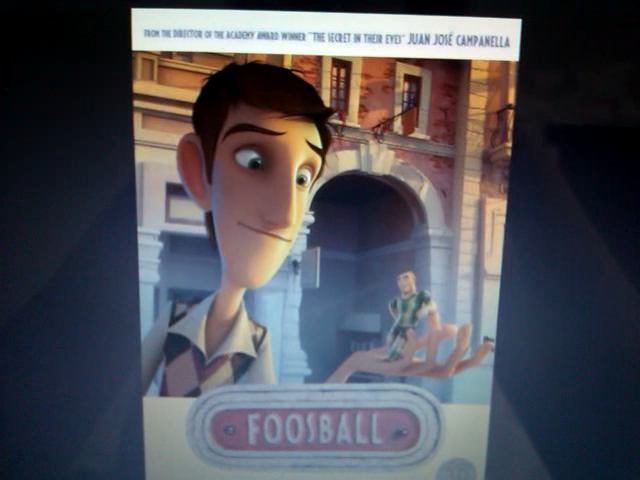 FROM THE DIRECTOR OF THE ACADEMY AWARD WINNER "THE SECRET IN THEIR EYES" JUAN JOSÉ CAMPANELLA
FOOSBALL